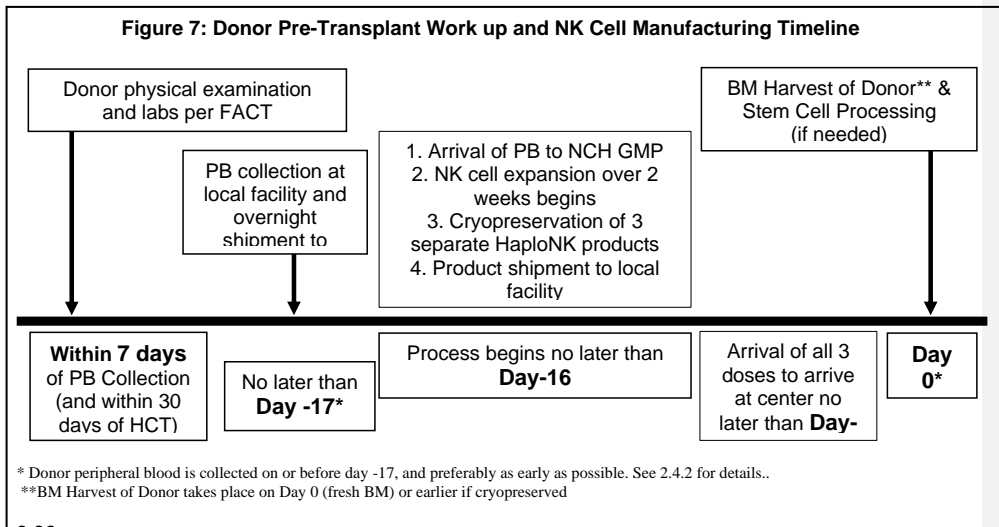 Figure 7: Donor Pre-Transplant Work up and NK Cell Manufacturing Timeline
Donor physical examination
and labs per FACT
PB collection at
local facility and
overnight
shipment to
1. Arrival of PB to NCH GMP
2. NK cell expansion over 2
weeks begins
3. Cryopreservation of 3
separate HaploNK products
4. Product shipment to local
facility
BM Harvest of Donor** &
Stem Cell Processing
(if needed)
Within 7 days
of PB Collection
(and within 30
days of HCT)
No later than
Day -17*
Process begins no later than
Day-16
Arrival of all 3
doses to arrive
at center no
later than Day-
Day
0*
* Donor peripheral blood is collected on or before day -17, and preferably as early as possible. See 2.4.2 for details..
**BM Harvest of Donor takes place on Day 0 (fresh BM) or earlier if cryopreserved